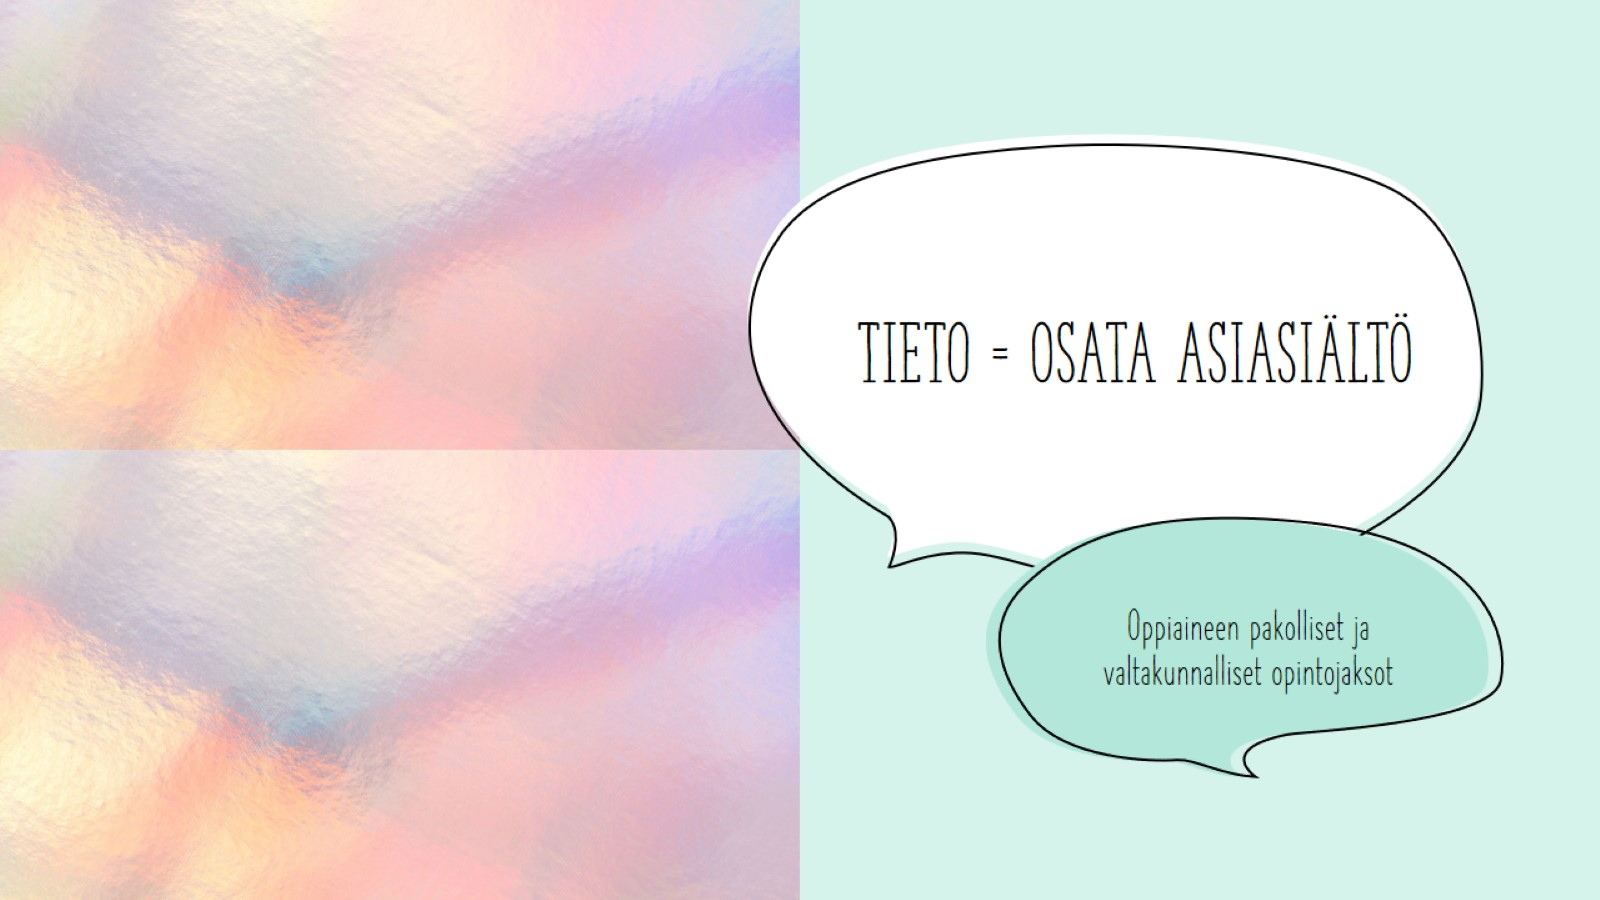 TIETO = OSATA ASIASIÄLTÖ
Oppiaineen pakolliset ja
valtakunnalliset opintojaksot